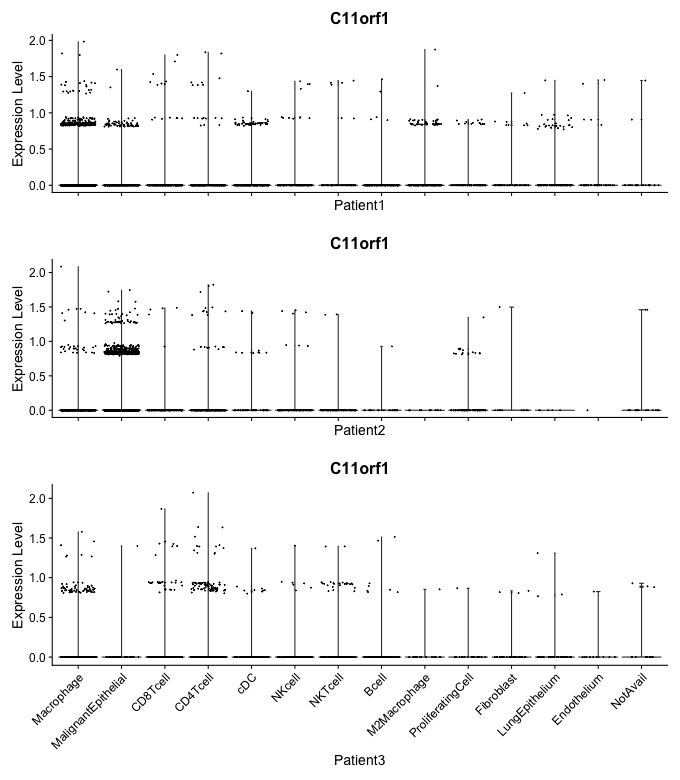 C11orf1
Expression Level
2.0
1.5
1.0
0.5
0.0
Patient1
C11orf1
Expression Level
2.0
1.5
1.0
0.5
0.0
Patient2
C11orf1
Expression Level
2.0
1.5
1.0
0.5
0.0
Macrophage
MalignantEpithelial
CD8Tcell
CD4Tcell
cDC
NKcell
NKTcell
Bcell
M2Macrophage
ProliferatingCell
Fibroblast
LungEpithelium
Endothelium
NotAvail
Patient3